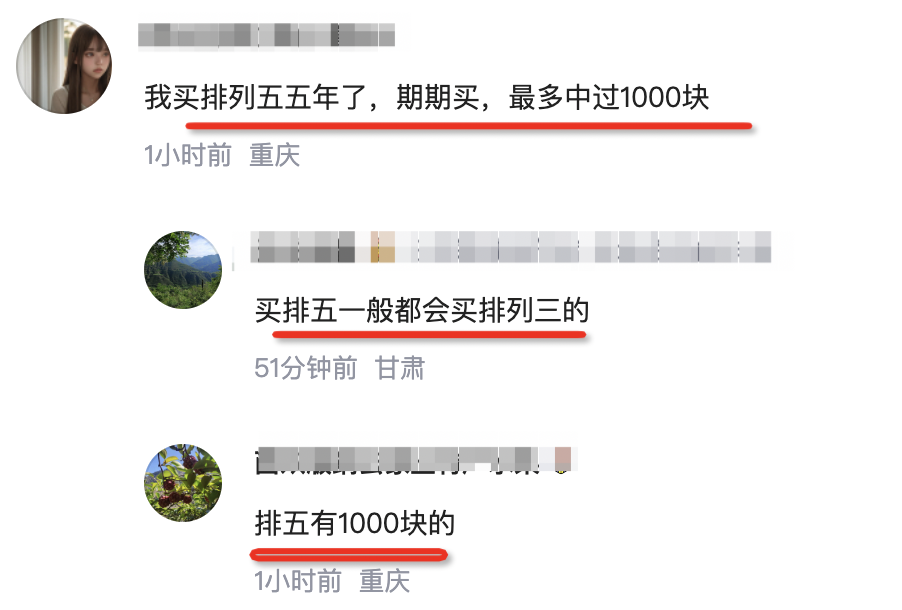 我买排列五五年了，期期买，最多中过1000块
1小时前 重庆
买排五一般都会买排列三的
51分钟前 甘肃
排五有1000块的
1小时前 重庆